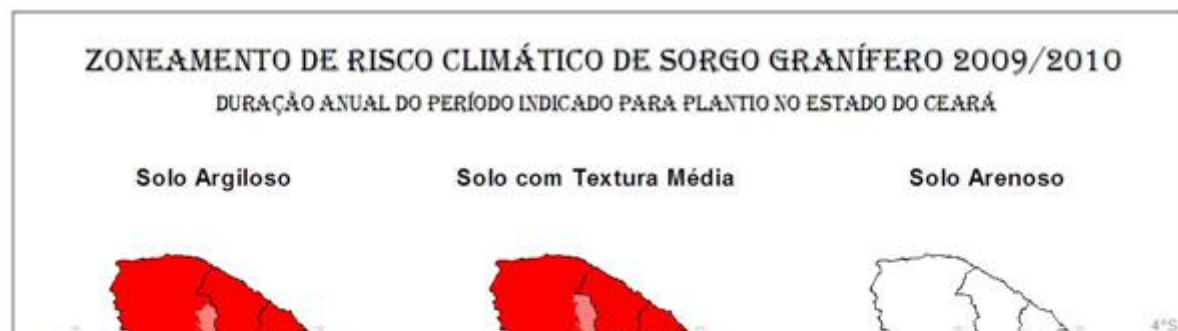 ZONEAMENTO DE RISCO CLIMÁTICO DE SORGO GRANÍFERO 2009/2010
DURAÇÃO ANUAL DO PERÍODO INDICADO PARA PLANTIO NO ESTADO DO CEARÁ
Solo Argiloso Solo com Textura Média Solo Arenoso
4°S